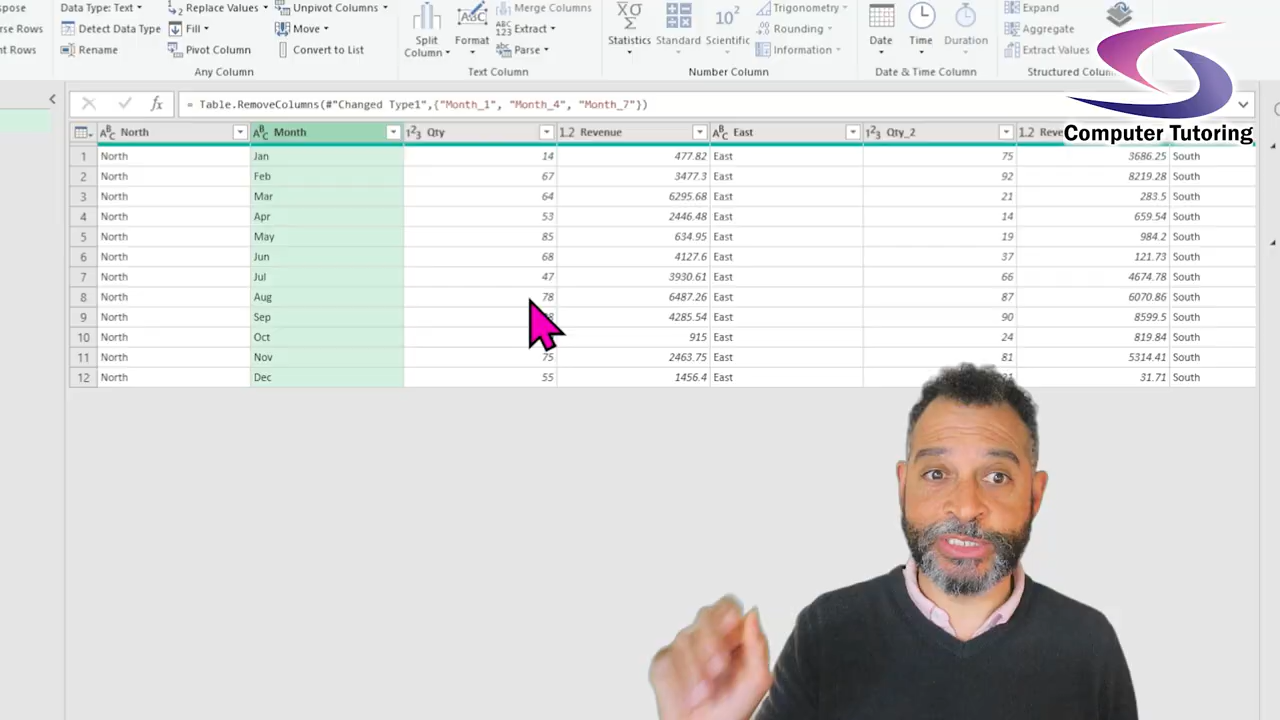 spose
Replace Values
Unpivot Columns
Data Type: Text
Merge Columns
Trigonometry
Expand
erse Rows
Detect Data Type
Fill
Move
Split
Column
Format
Extract
Statistics
Standard
Scientific
Rounding
Date
Time
Duration
Aggregate
nt Rows
Rename
Pivot Column
Convert to List
Parse
Information
Extract Values
Any Column
Text Column
Number Column
Date & Time Column
Structured Colum
Computer Tutoring
fx = Table.RemoveColumns(#"Changed Type1",{"Month_1", "Month_4", "Month_7"})
North Month Qty Revenue East Qty_2 Reve
1 North Jan 14 477.82 East 75 3686.25 South
2 North Feb 67 3477.3 East 92 8219.28 South
3 North Mar 64 6295.68 East 21 283.5 South
4 North Apr 53 2446.48 East 14 659.54 South
5 North May 85 634.95 East 19 984.2 South
6 North Jun 68 4127.6 East 37 121.73 South
7 North Jul 47 3930.61 East 66 4674.78 South
8 North Aug 78 6487.26 East 87 6070.86 South
9 North Sep 4285.54 East 90 8599.5 South
10 North Oct 915 East 24 819.84 South
11 North Nov 75 2463.75 East 81 5314.41 South
12 North Dec 55 1456.4 East 31.71 South